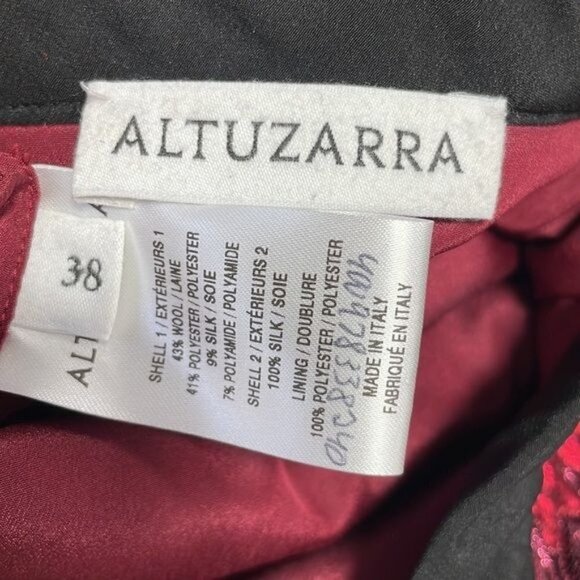 ALTUZARRA
38
ALT
SHELL 1 / EXTÉRIEURS 1
43% WOOL / LAINE
41% POLYESTER / POLYESTER
9% SILK / SOIE
7% POLYAMIDE / POLYAMIDE
SHELL 2 / EXTÉRIEURS 2
100% SILK / SOIE
LINING / DOUBLURE
100% POLYESTER / POLYESTER
MADE IN ITALY
FABRIQUÉ EN ITALY